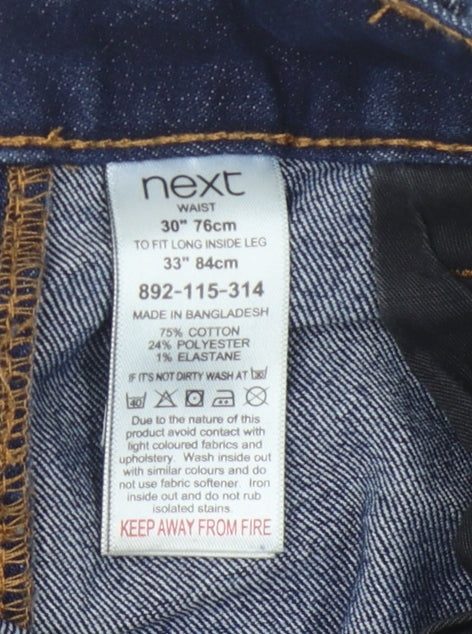 next
WAIST
30" 76cm
TO FIT LONG INSIDE LEG
33" 84cm
892-115-314
MADE IN BANGLADESH
75% COTTON
24% POLYESTER
1% ELASTANE
IF IT'S NOT DIRTY WASH AT 30
40
Due to the nature of this
product avoid contact with
light coloured fabrics and
upholstery. Wash inside out
with similar colours and do
not use fabric softener. Iron
inside out and do not rub
isolated stains.
KEEP AWAY FROM FIRE